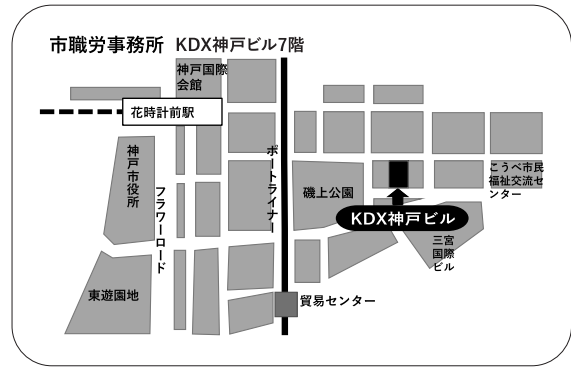 市職労事務所 KDX神戸ビル7階
神戸国際
会館
花時計前駅
神戸市役所
フラワーロード
ポートライナー
磯上公園
こうべ市民
福祉交流セ
ンター
KDX神戸ビル
三宮
国際
ビル
東遊園地
貿易センター